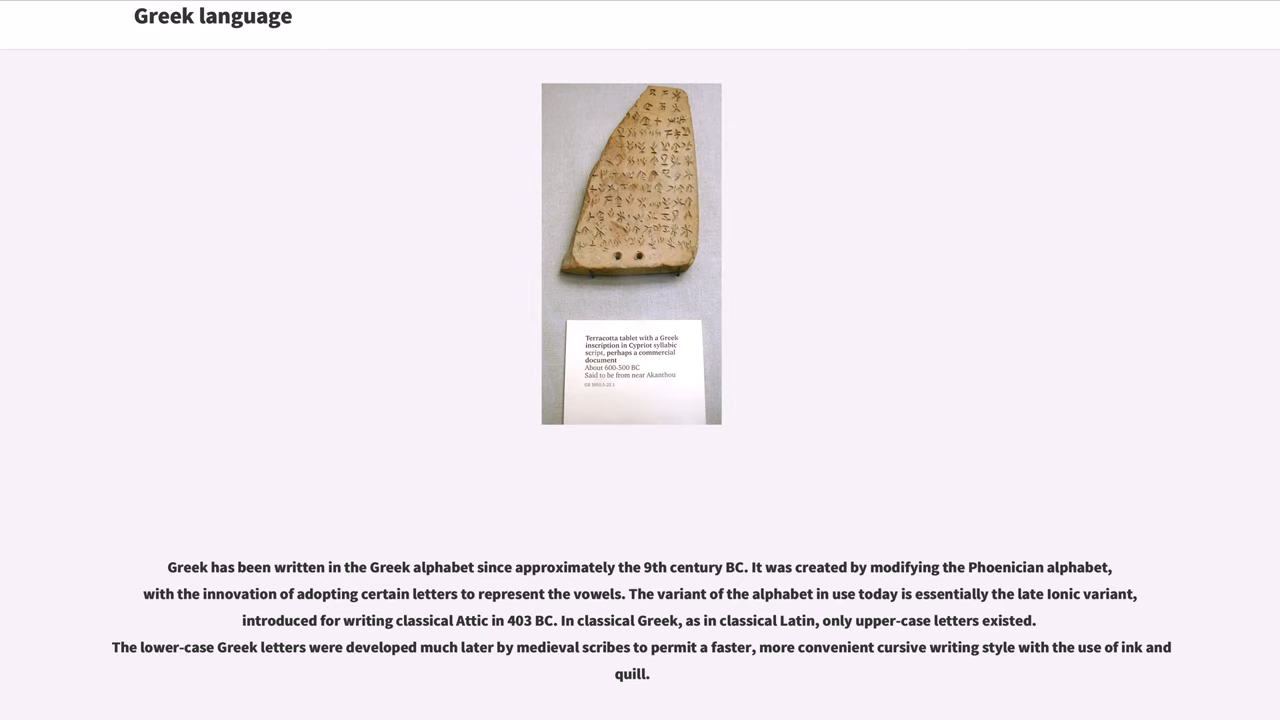 Greek language
Terracotta tablet with a Greek
inscription in Cypriot syllabic
script, perhaps a commercial
document
About 600-500 BC
Said to be from near Akanthou
Greek has been written in the Greek alphabet since approximately the 9th century BC. It was created by modifying the Phoenician alphabet,
with the innovation of adopting certain letters to represent the vowels. The variant of the alphabet in use today is essentially the late Ionic variant,
introduced for writing classical Attic in 403 BC. In classical Greek, as in classical Latin, only upper-case letters existed.
The lower-case Greek letters were developed much later by medieval scribes to permit a faster, more convenient cursive writing style with the use of ink and
quill.